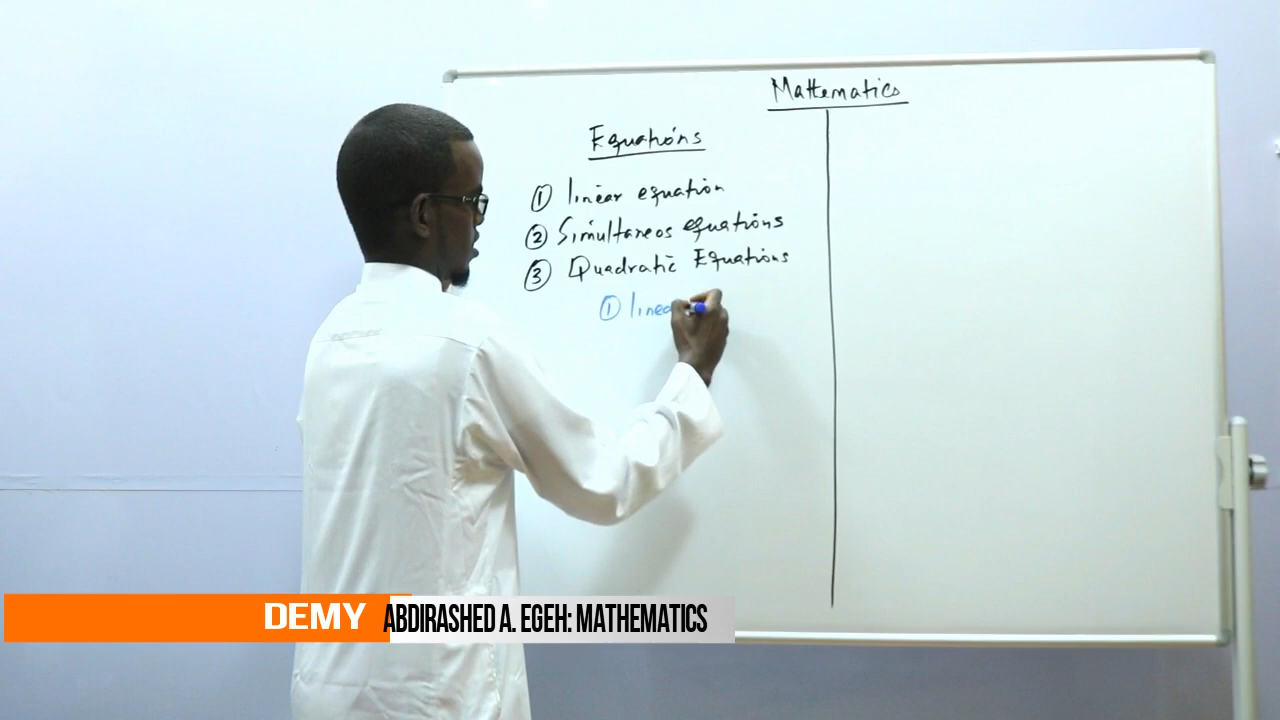 Mathematics
Equations
① linear equation
② Simultaneos equations
③ Quadratic Equations
① linea
DEMY ABDIRASHED A. EGEH: MATHEMATICS